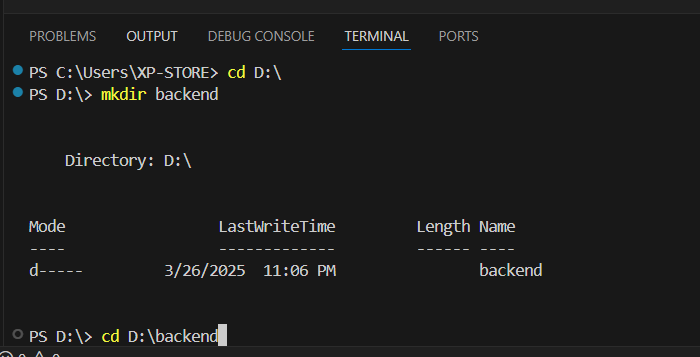 PROBLEMS OUTPUT DEBUG CONSOLE TERMINAL PORTS
PS C:\Users\XP-STORE> cd D:\
PS D:\> mkdir backend
Directory: D:\
Mode LastWriteTime Length Name
---- ------------- ------ ----
d----- 3/26/2025 11:06 PM backend
PS D:\> cd D:\backend